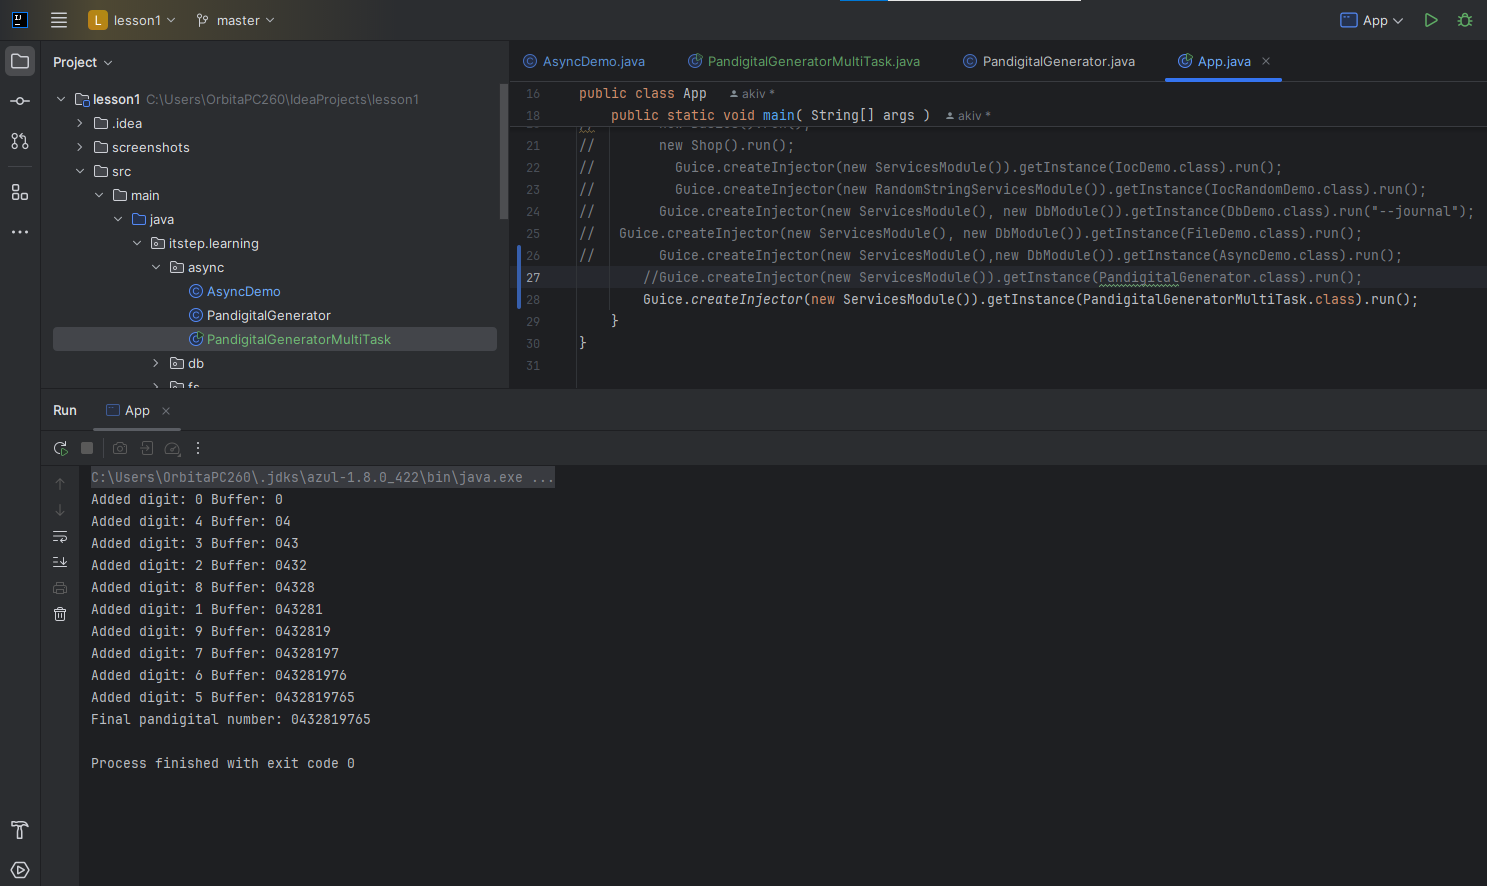 L lesson1 master App
Project
AsyncDemo.java PandigitalGeneratorMultiTask.java PandigitalGenerator.java App.java
lesson1 C:\Users\OrbitaPC260\IdeaProjects\lesson1
.idea
screenshots
src
main
java
itstep.learning
async
AsyncDemo
PandigitalGenerator
PandigitalGeneratorMultiTask
db
fs
16 public class App akiv *
18 public static void main( String[] args ) akiv *
21 // new Shop().run();
22 // Guice.createInjector(new ServicesModule()).getInstance(IocDemo.class).run();
23 // Guice.createInjector(new RandomStringServicesModule()).getInstance(IocRandomDemo.class).run();
24 // Guice.createInjector(new ServicesModule(), new DbModule()).getInstance(DbDemo.class).run("--journal");
25 // Guice.createInjector(new ServicesModule(), new DbModule()).getInstance(FileDemo.class).run();
26 // Guice.createInjector(new ServicesModule(),new DbModule()).getInstance(AsyncDemo.class).run();
27 //Guice.createInjector(new ServicesModule()).getInstance(PandigitalGenerator.class).run();
28 Guice.createInjector(new ServicesModule()).getInstance(PandigitalGeneratorMultiTask.class).run();
29 }
30 }
31
Run App
C:\Users\OrbitaPC260\.jdks\azul-1.8.0_422\bin\java.exe ...
Added digit: 0 Buffer: 0
Added digit: 4 Buffer: 04
Added digit: 3 Buffer: 043
Added digit: 2 Buffer: 0432
Added digit: 8 Buffer: 04328
Added digit: 1 Buffer: 043281
Added digit: 9 Buffer: 0432819
Added digit: 7 Buffer: 04328197
Added digit: 6 Buffer: 043281976
Added digit: 5 Buffer: 0432819765
Final pandigital number: 0432819765
Process finished with exit code 0